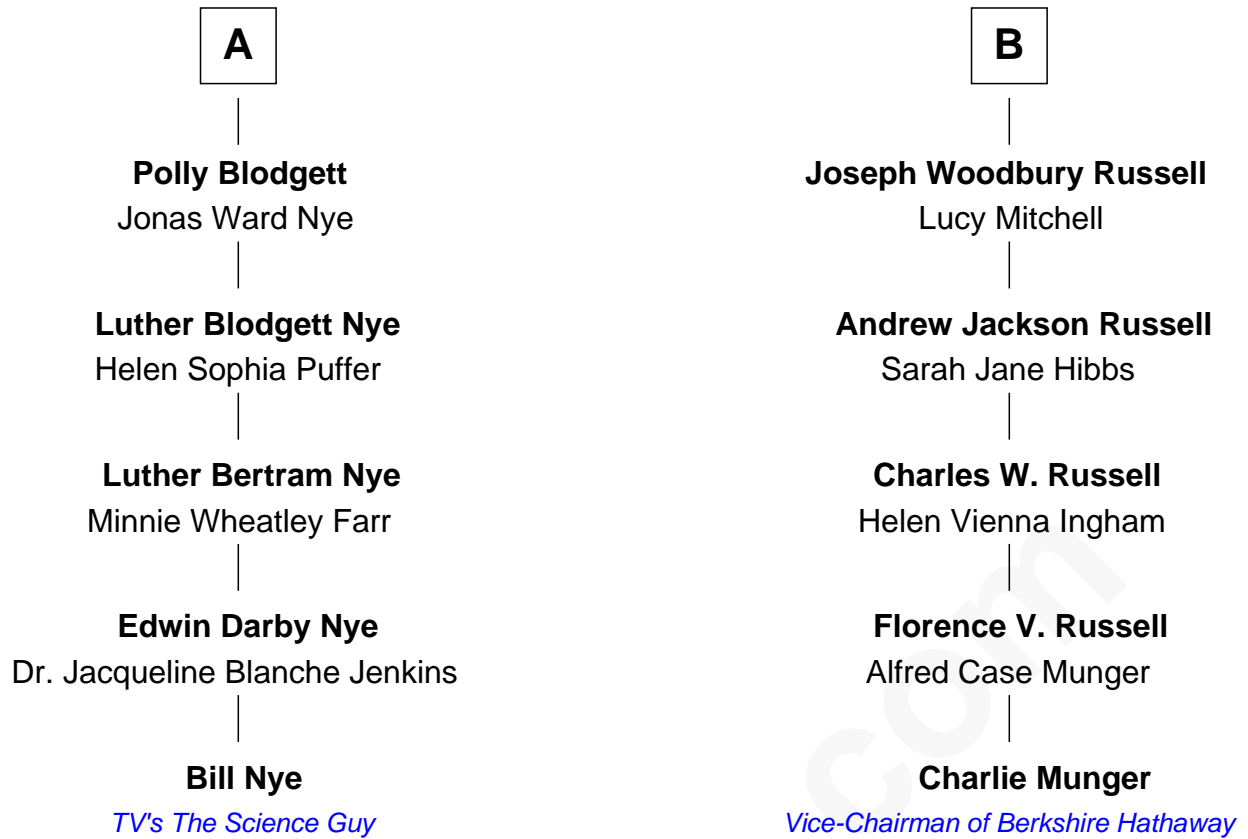 A
Polly Blodgett
Jonas Ward Nye
Luther Blodgett Nye
Helen Sophia Puffer
Luther Bertram Nye
Minnie Wheatley Farr
Edwin Darby Nye
Dr. Jacqueline Blanche Jenkins
Bill Nye
TV's The Science Guy
B
Joseph Woodbury Russell
Lucy Mitchell
Andrew Jackson Russell
Sarah Jane Hibbs
Charles W. Russell
Helen Vienna Ingham
Florence V. Russell
Alfred Case Munger
Charlie Munger
Vice-Chairman of Berkshire Hathaway
com